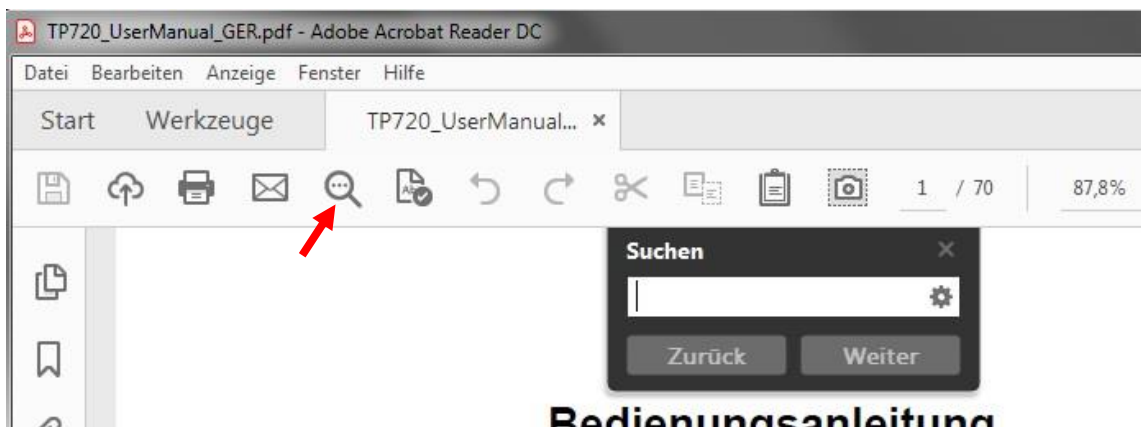 TP720_UserManual_GER.pdf - Adobe Acrobat Reader DC
Datei Bearbeiten Anzeige Fenster Hilfe
Start Werkzeuge TP720_UserManual... ×
1 / 70 87,8%
Suchen ×
Zurück Weiter
Bedienungsanleitung